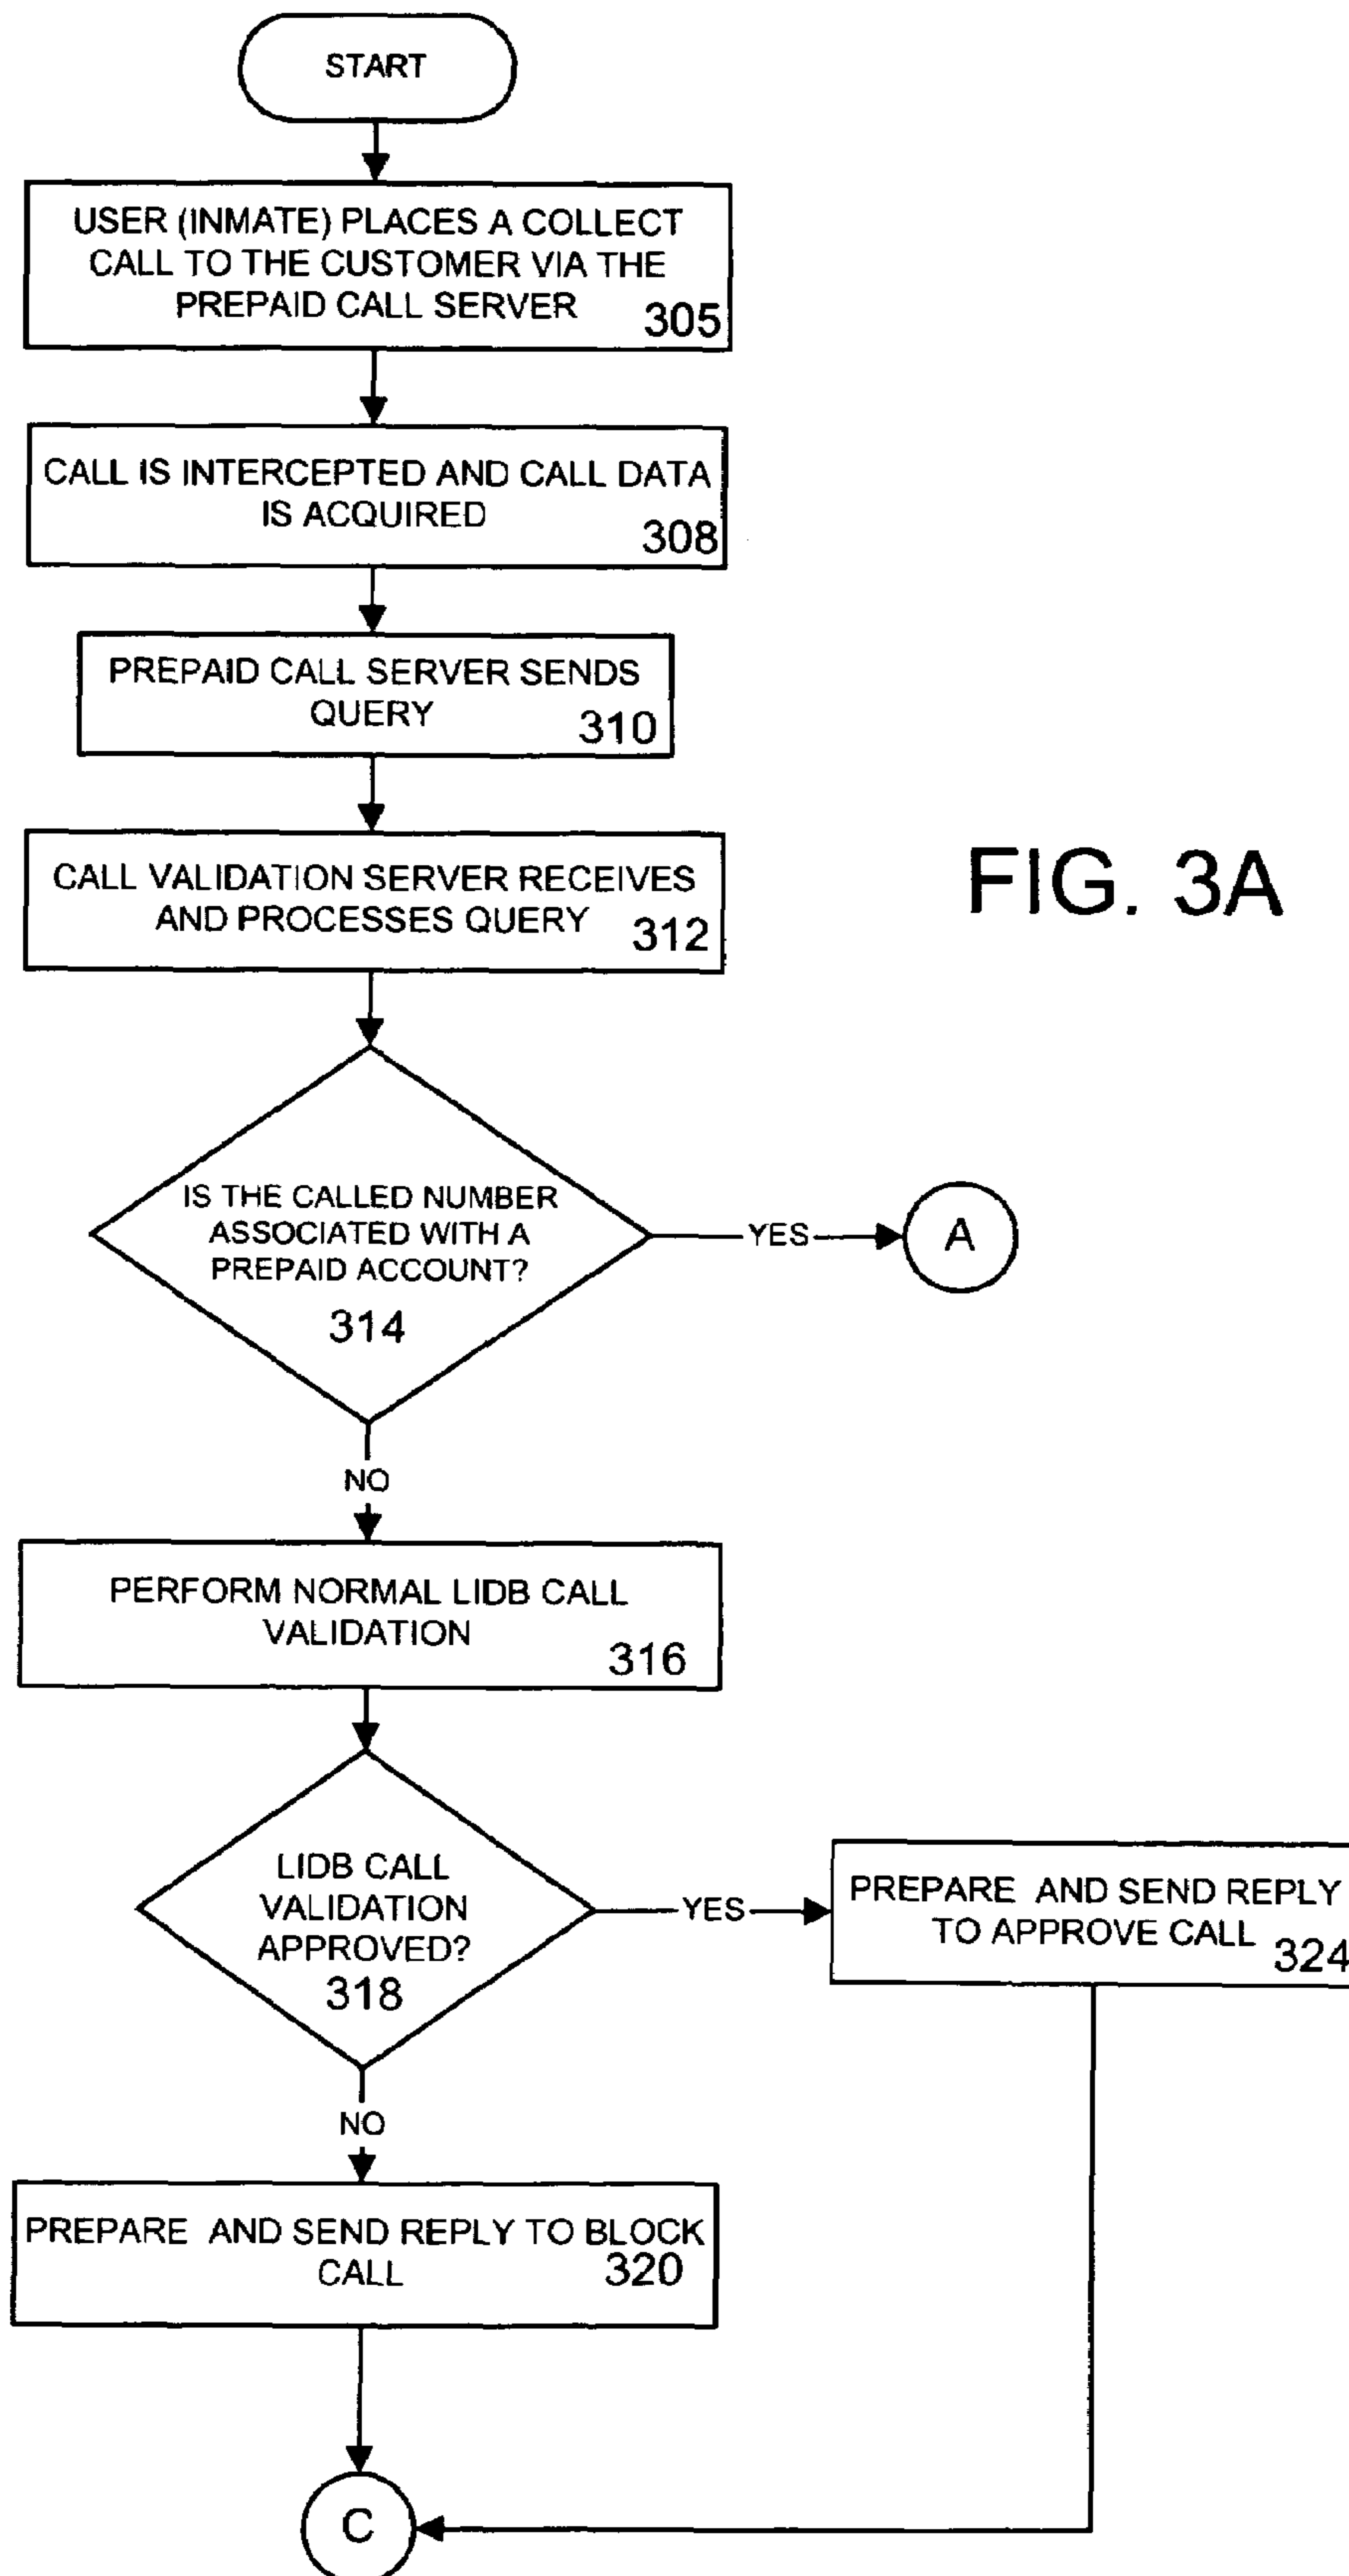 START
USER (INMATE) PLACES A COLLECT
CALL TO THE CUSTOMER VIA THE
PREPAID CALL SERVER
305
CALL IS INTERCEPTED AND CALL DATA
IS ACQUIRED
308
PREPAID CALL SERVER SENDS
QUERY
310
CALL VALIDATION SERVER RECEIVES
AND PROCESSES QUERY
312
FIG. 3A
IS THE CALLED NUMBER
ASSOCIATED WITH A
PREPAID ACCOUNT?
314
YES
A
NO
PERFORM NORMAL LIDB CALL
VALIDATION
316
LIDB CALL
VALIDATION
APPROVED?
318
YES
PREPARE AND SEND REPLY
TO APPROVE CALL
324
NO
PREPARE AND SEND REPLY TO BLOCK
CALL
320
C